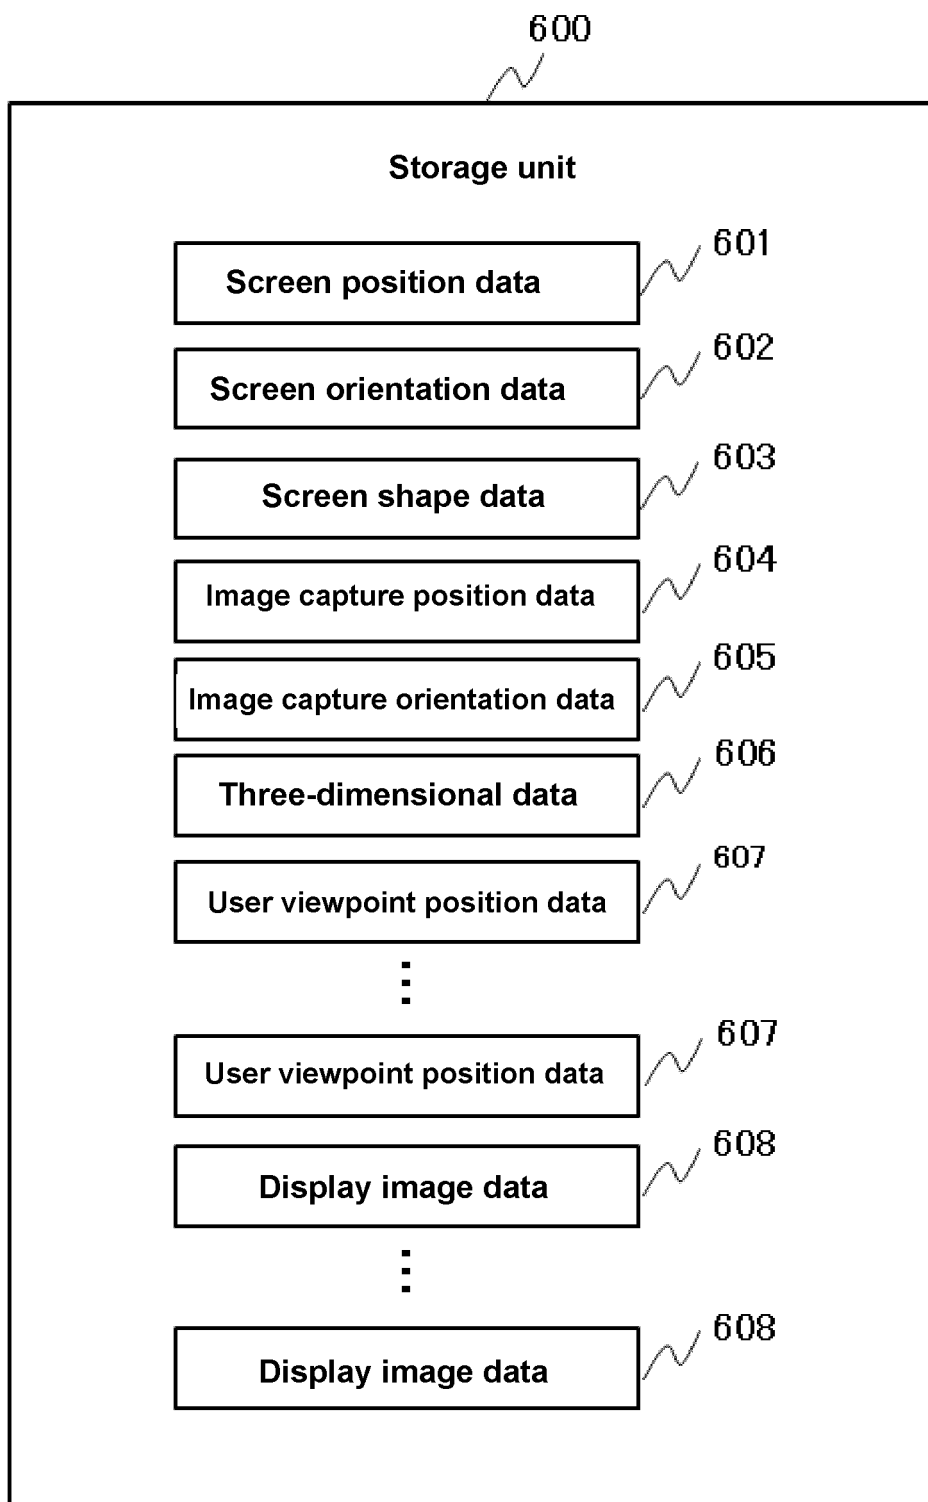 600
Storage unit
601
Screen position data
602
Screen orientation data
603
Screen shape data
604
Image capture position data
605
Image capture orientation data
606
Three-dimensional data
607
User viewpoint position data
607
User viewpoint position data
608
Display image data
608
Display image data